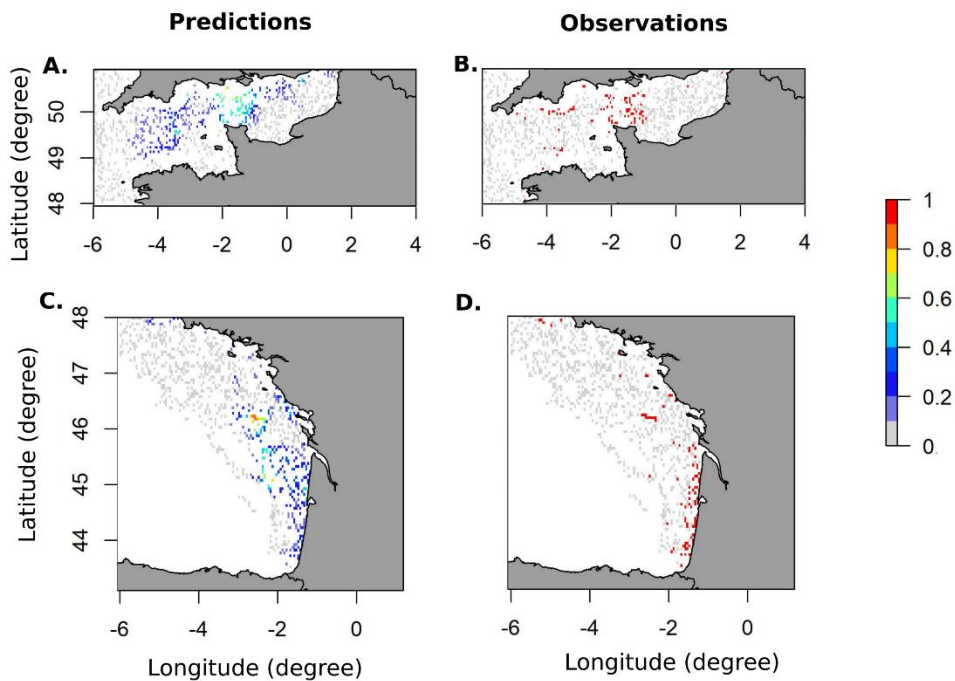 Predictions Observations
A. B.
Latitude (degree)
50
49
48
-6 -4 -2 0 2 4 -6 -4 -2 0 2 4
1
0.8
0.6
0.4
0.2
0
C. D.
Latitude (degree)
48
47
46
45
44
-6 -4 -2 0 -6 -4 -2 0
Longitude (degree) Longitude (degree)